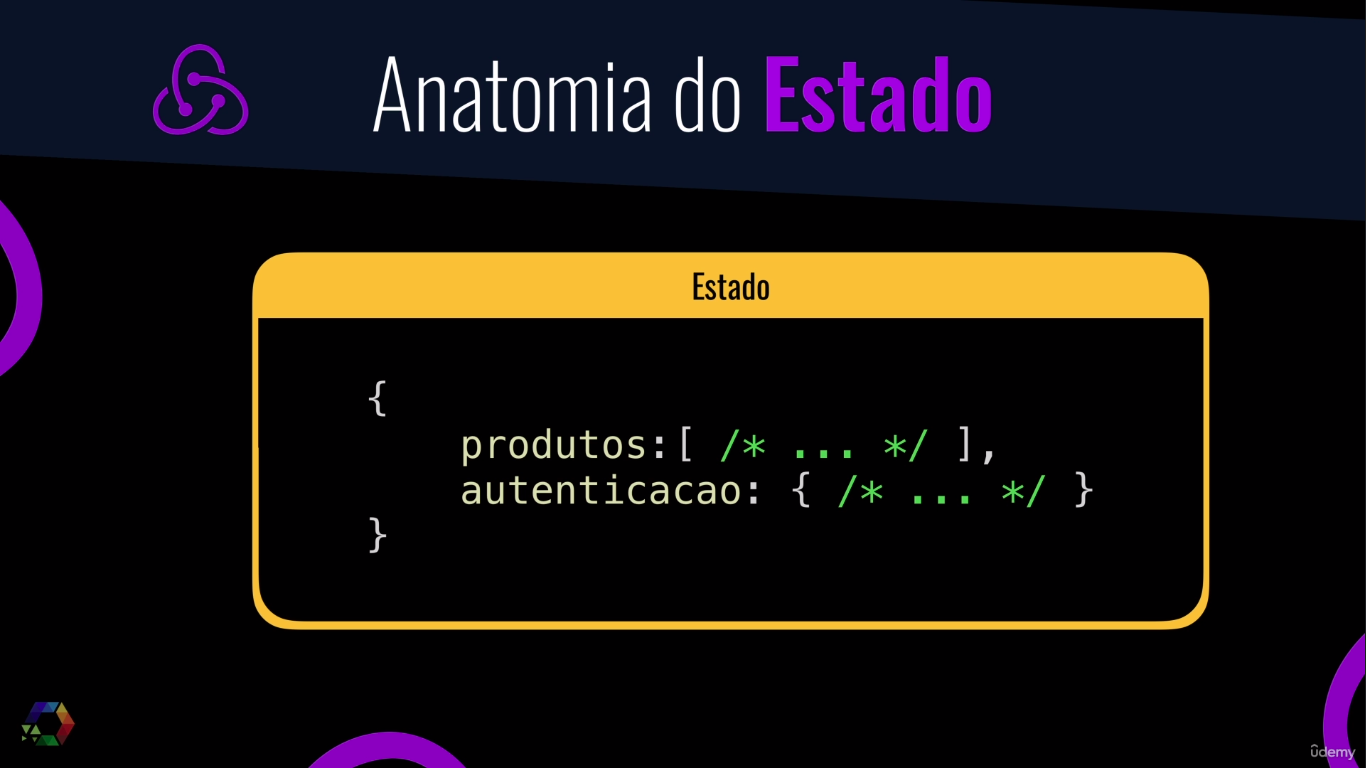 Anatomia do Estado
Estado
{
produtos:[ /* ... */ ],
autenticacao: { /* ... */ }
}
ûdemy